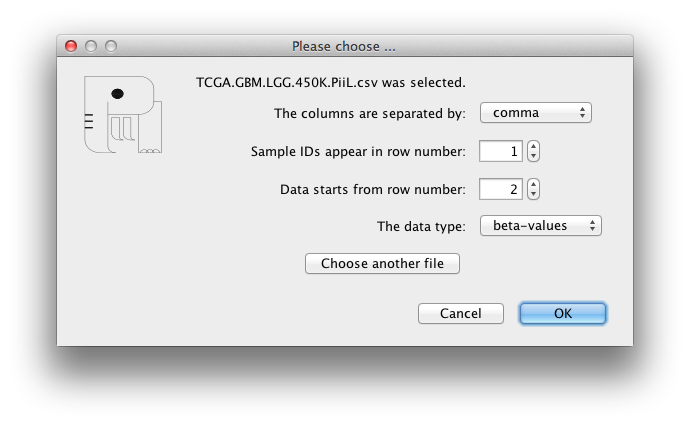 Please choose ...
TCGA.GBM.LGG.450K.PiiL.csv was selected.
The columns are separated by: comma
Sample IDs appear in row number: 1
Data starts from row number: 2
The data type: beta-values
Choose another file
Cancel OK